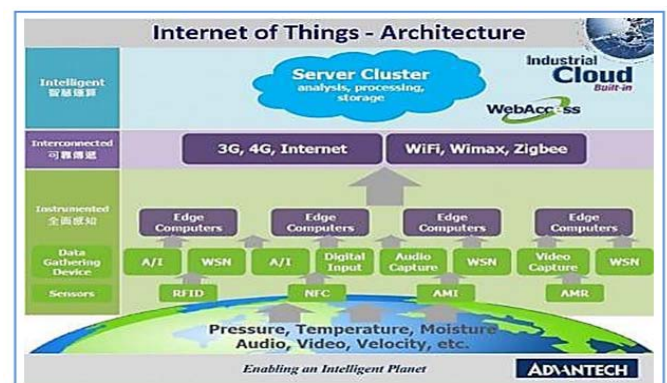 Internet of Things - Architecture
Intelligent
智慧運算
Server Cluster
analysis, processing,
storage
Industrial
Cloud
Built-in
WebAccess
Interconnected
可靠傳遞
3G, 4G, Internet
WiFi, Wimax, Zigbee
Instrumented
全面感知
Edge
Computers
Edge
Computers
Edge
Computers
Edge
Computers
Data
Gathering
Device
A/I
WSN
A/I
Digital
Input
Audio
Capture
WSN
Video
Capture
WSN
Sensors
RFID
NFC
AMI
AMR
Pressure, Temperature, Moisture
Audio, Video, Velocity, etc.
Enabling an Intelligent Planet
ADVANTECH